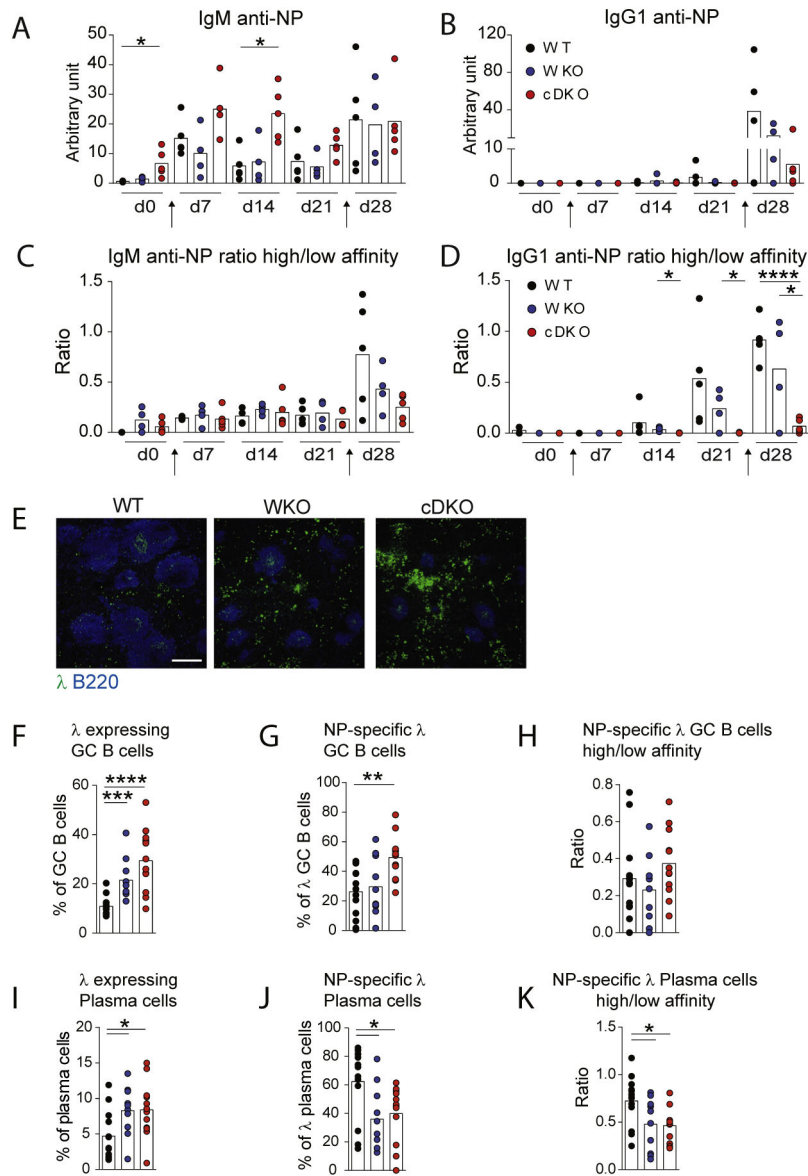 A
IgM anti-NP
Arbitrary unit
50
40
30
20
10
0
*
*
d0 d7 d14 d21 d28
B
IgG1 anti-NP
Arbitrary unit
120
80
40
20
10
0
WT
WKO
cDKO
d0 d7 d14 d21 d28
C
IgM anti-NP ratio high/low affinity
Ratio
1.5
1.0
0.5
0.0
d0 d7 d14 d21 d28
D
IgG1 anti-NP ratio high/low affinity
Ratio
1.5
1.0
0.5
0.0
WT
WKO
cDKO
*
*
****
*
d0 d7 d14 d21 d28
E
WT WKO cDKO
λ B220
F
λ expressing
GC B cells
% of GC B cells
60
40
20
0
****
***
G
NP-specific λ
GC B cells
% of λ GC B cells
100
80
60
40
20
0
**
H
NP-specific λ GC B cells
high/low affinity
Ratio
0.8
0.6
0.4
0.2
0.0
I
λ expressing
Plasma cells
% of plasma cells
20
15
10
5
0
*
J
NP-specific λ
Plasma cells
% of λ plasma cells
100
80
60
40
20
0
*
K
NP-specific λ Plasma cells
high/low affinity
Ratio
1.5
1.0
0.5
0.0
*